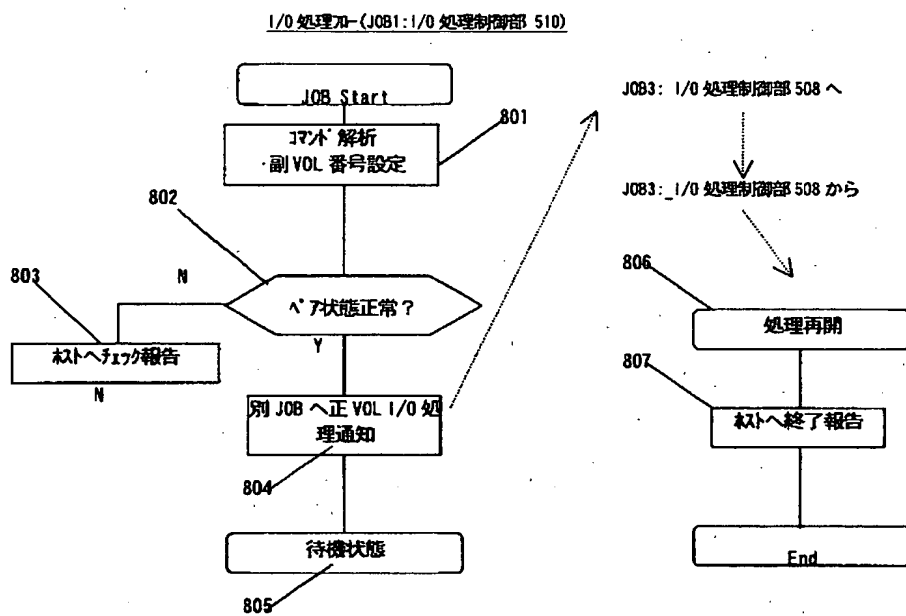 I/O 処理フロー(JOB1:I/O 処理制御部 510)
JOB Start
801
コマンド 解析
・副 VOL 番号設定
802
803
N
ペア状態正常？
Y
ホストへチェック報告
N
別 JOB へ正 VOL I/O 処
理通知
804
待機状態
805
JOB3: I/O 処理制御部 508 へ
JOB3:_I/O 処理制御部 508 から
806
処理再開
807
ホストへ終了報告
End